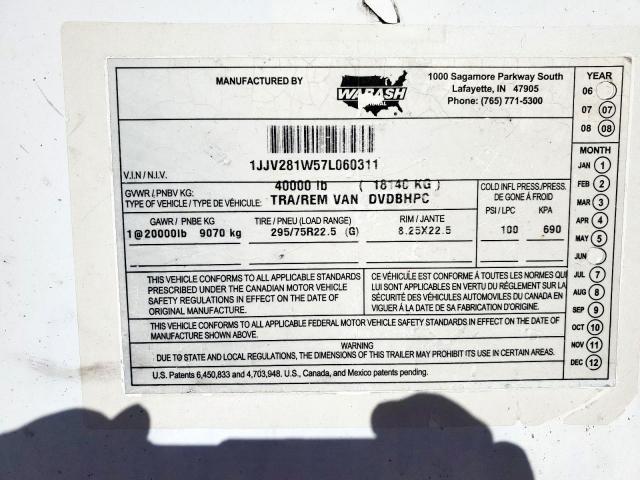 MANUFACTURED BY
WABASH
NATIONAL
1000 Sagamore Parkway South
Lafayette, IN 47905
Phone: (765) 771-5300
1JJV281W57L060311
V.I.N / N.I.V.
GVWR / PNBV KG: 40000 lb ( 18140 KG )
TYPE OF VEHICLE / TYPE DE VÉHICULE: TRA/REM VAN DVDBHPC
COLD INFL PRESS./PRESS.
DE GONE À FROID
GAWR / PNBE KG TIRE / PNEU (LOAD RANGE) RIM / JANTE PSI / LPC KPA
1@20000lb 9070 kg 295/75R22.5 (G) 8.25X22.5 100 690
THIS VEHICLE CONFORMS TO ALL APPLICABLE STANDARDS
PRESCRIBED UNDER THE CANADIAN MOTOR VEHICLE
SAFETY REGULATIONS IN EFFECT ON THE DATE OF
ORIGINAL MANUFACTURE.
CE VÉHICULE EST CONFORME À TOUTES LES NORMES QUI
LUI SONT APPLICABLES EN VERTU DU RÉGLEMENT SUR LA
SÉCURITÉ DES VÉHICULES AUTOMOVILES DU CANADA EN
VIGUER À LA DATE DE SA FABRICATION D'ORIGINE.
THIS VEHICLE CONFORMS TO ALL APPLICABLE FEDERAL MOTOR VEHICLE SAFETY STANDARDS IN EFFECT ON THE DATE OF
MANUFACTURE SHOWN ABOVE.
WARNING
DUE TO STATE AND LOCAL REGULATIONS, THE DIMENSIONS OF THIS TRAILER MAY PROHIBIT ITS USE IN CERTAIN AREAS.
U.S. Patents 6,450,833 and 4,703,948. U.S., Canada, and Mexico patents pending.
YEAR
06
07 07
08 08
MONTH
JAN 1
FEB 2
MAR 3
APR 4
MAY 5
JUN
JUL 7
AUG 8
SEP 9
OCT 10
NOV 11
DEC 12